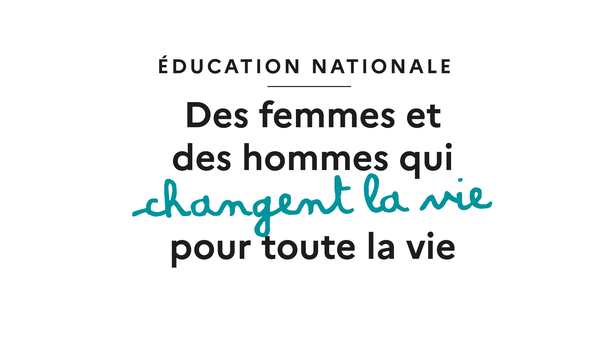 ÉDUCATION NATIONALE
Des femmes et
des hommes qui
changent la vie
pour toute la vie